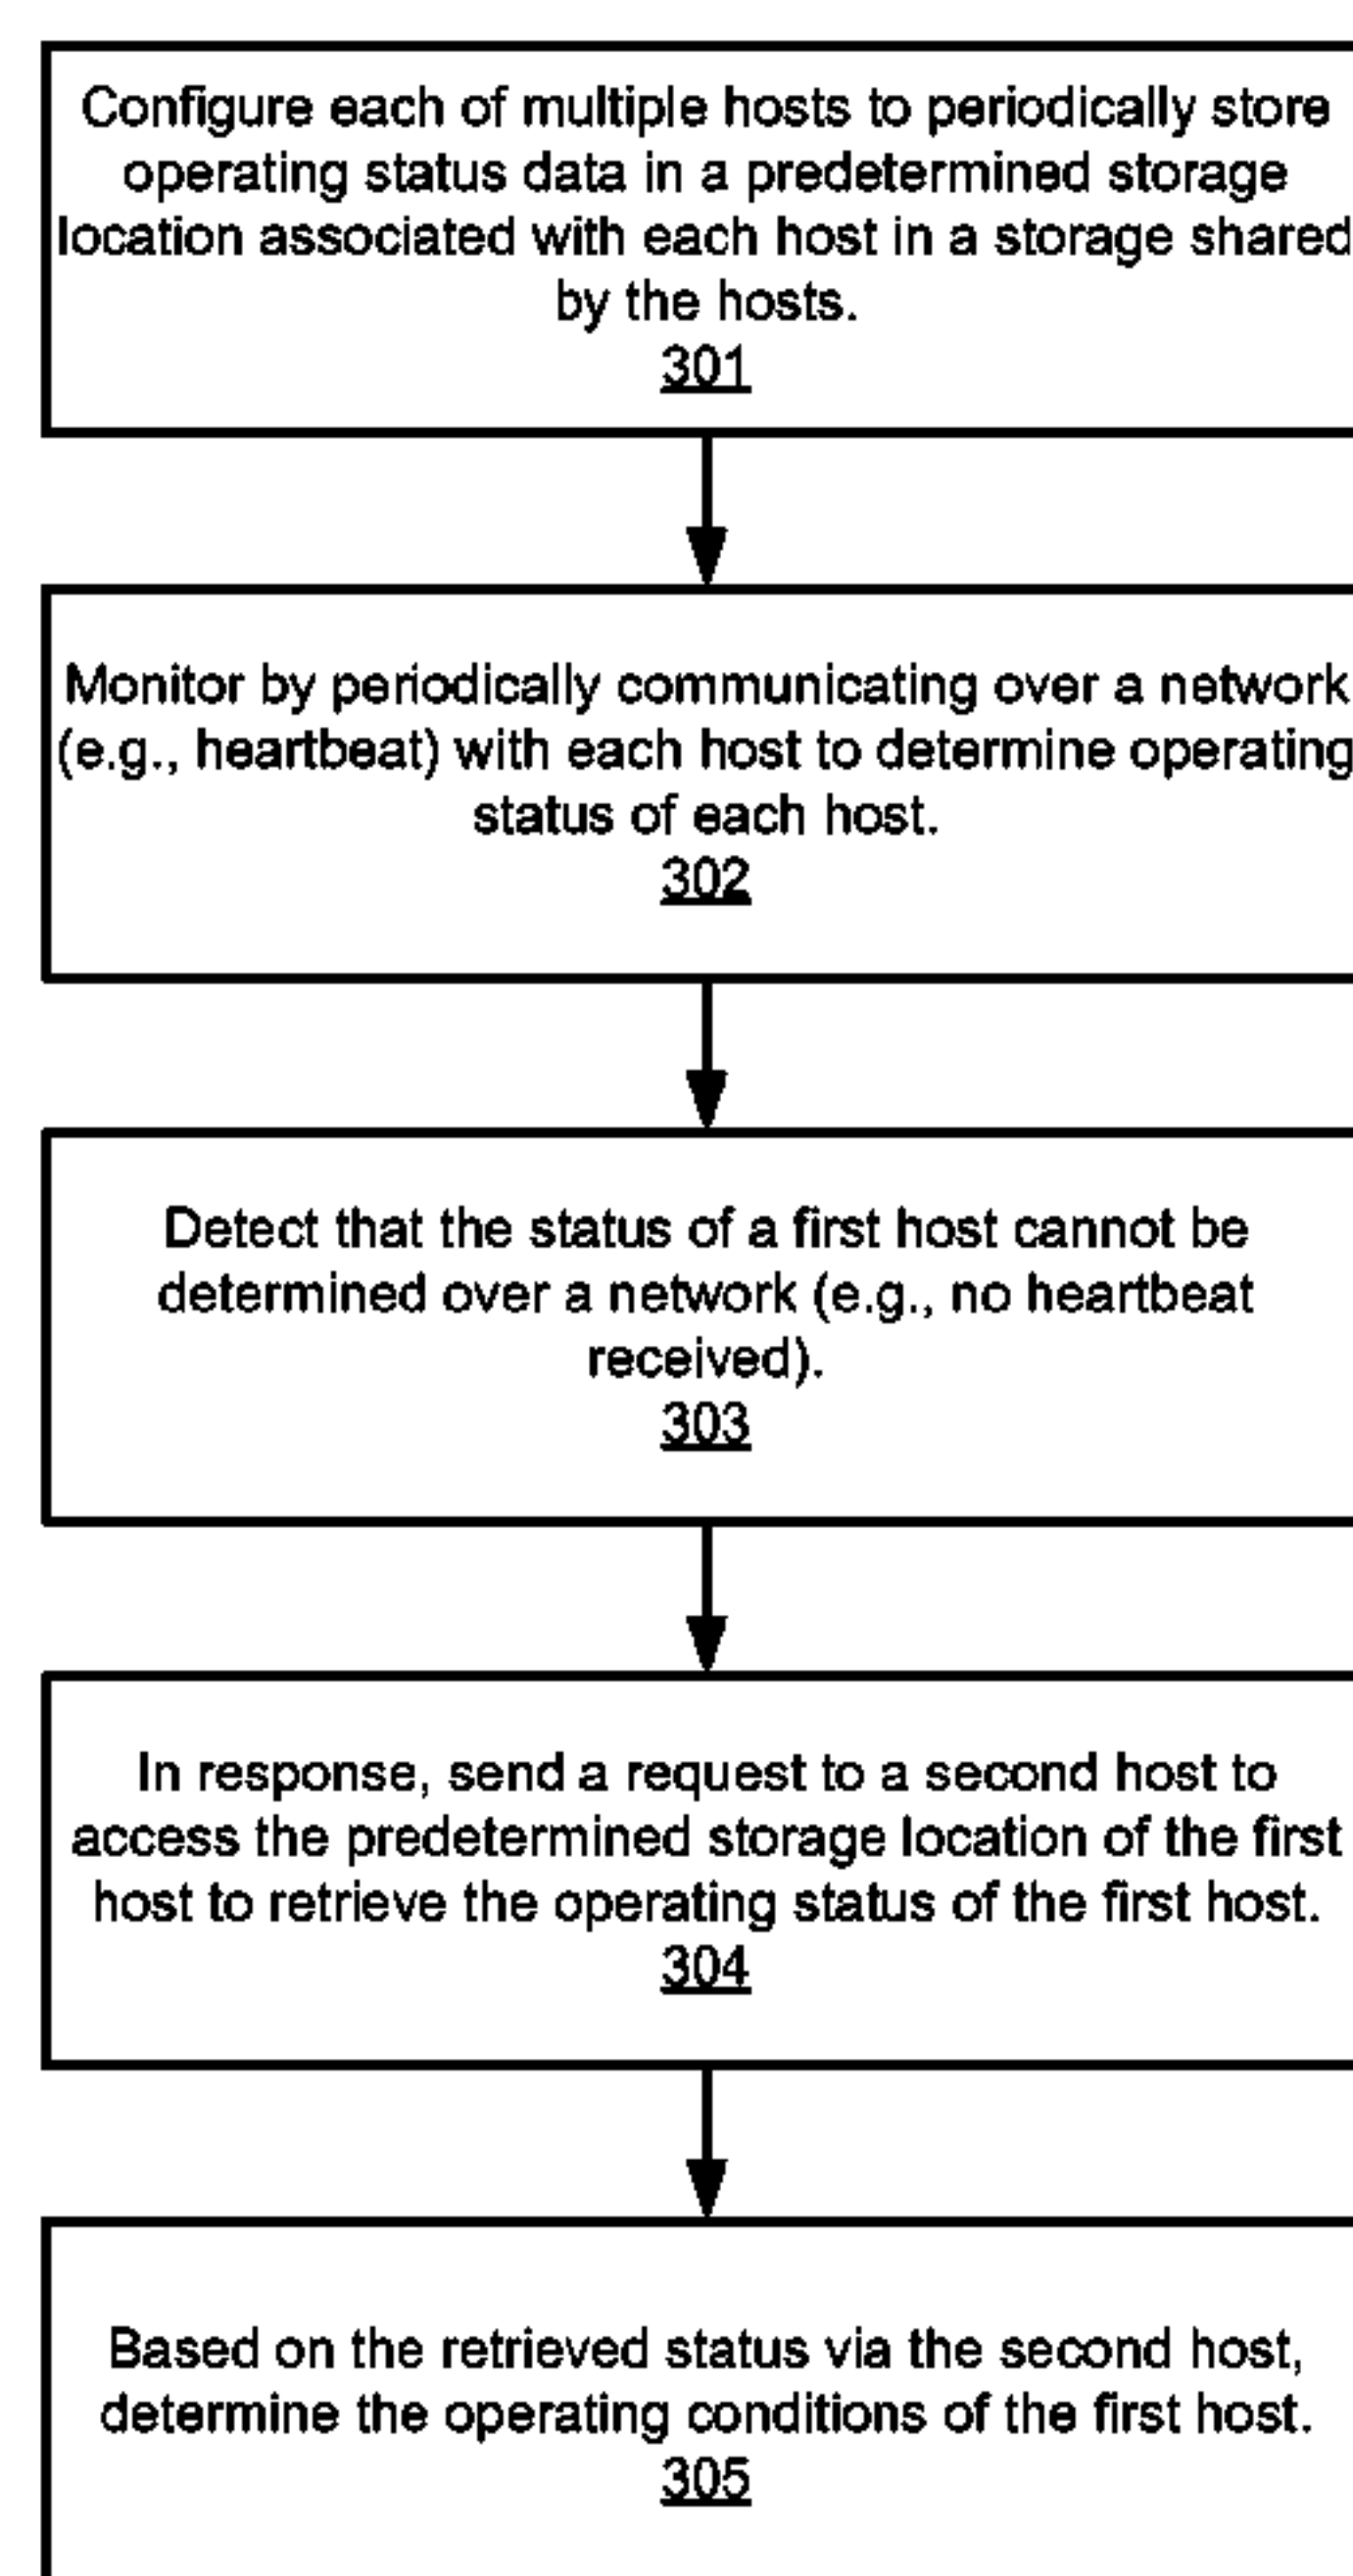 Configure each of multiple hosts to periodically store
operating status data in a predetermined storage
location associated with each host in a storage shared
by the hosts.
301
Monitor by periodically communicating over a network
(e.g., heartbeat) with each host to determine operating
status of each host.
302
Detect that the status of a first host cannot be
determined over a network (e.g., no heartbeat
received).
303
In response, send a request to a second host to
access the predetermined storage location of the first
host to retrieve the operating status of the first host.
304
Based on the retrieved status via the second host,
determine the operating conditions of the first host.
305